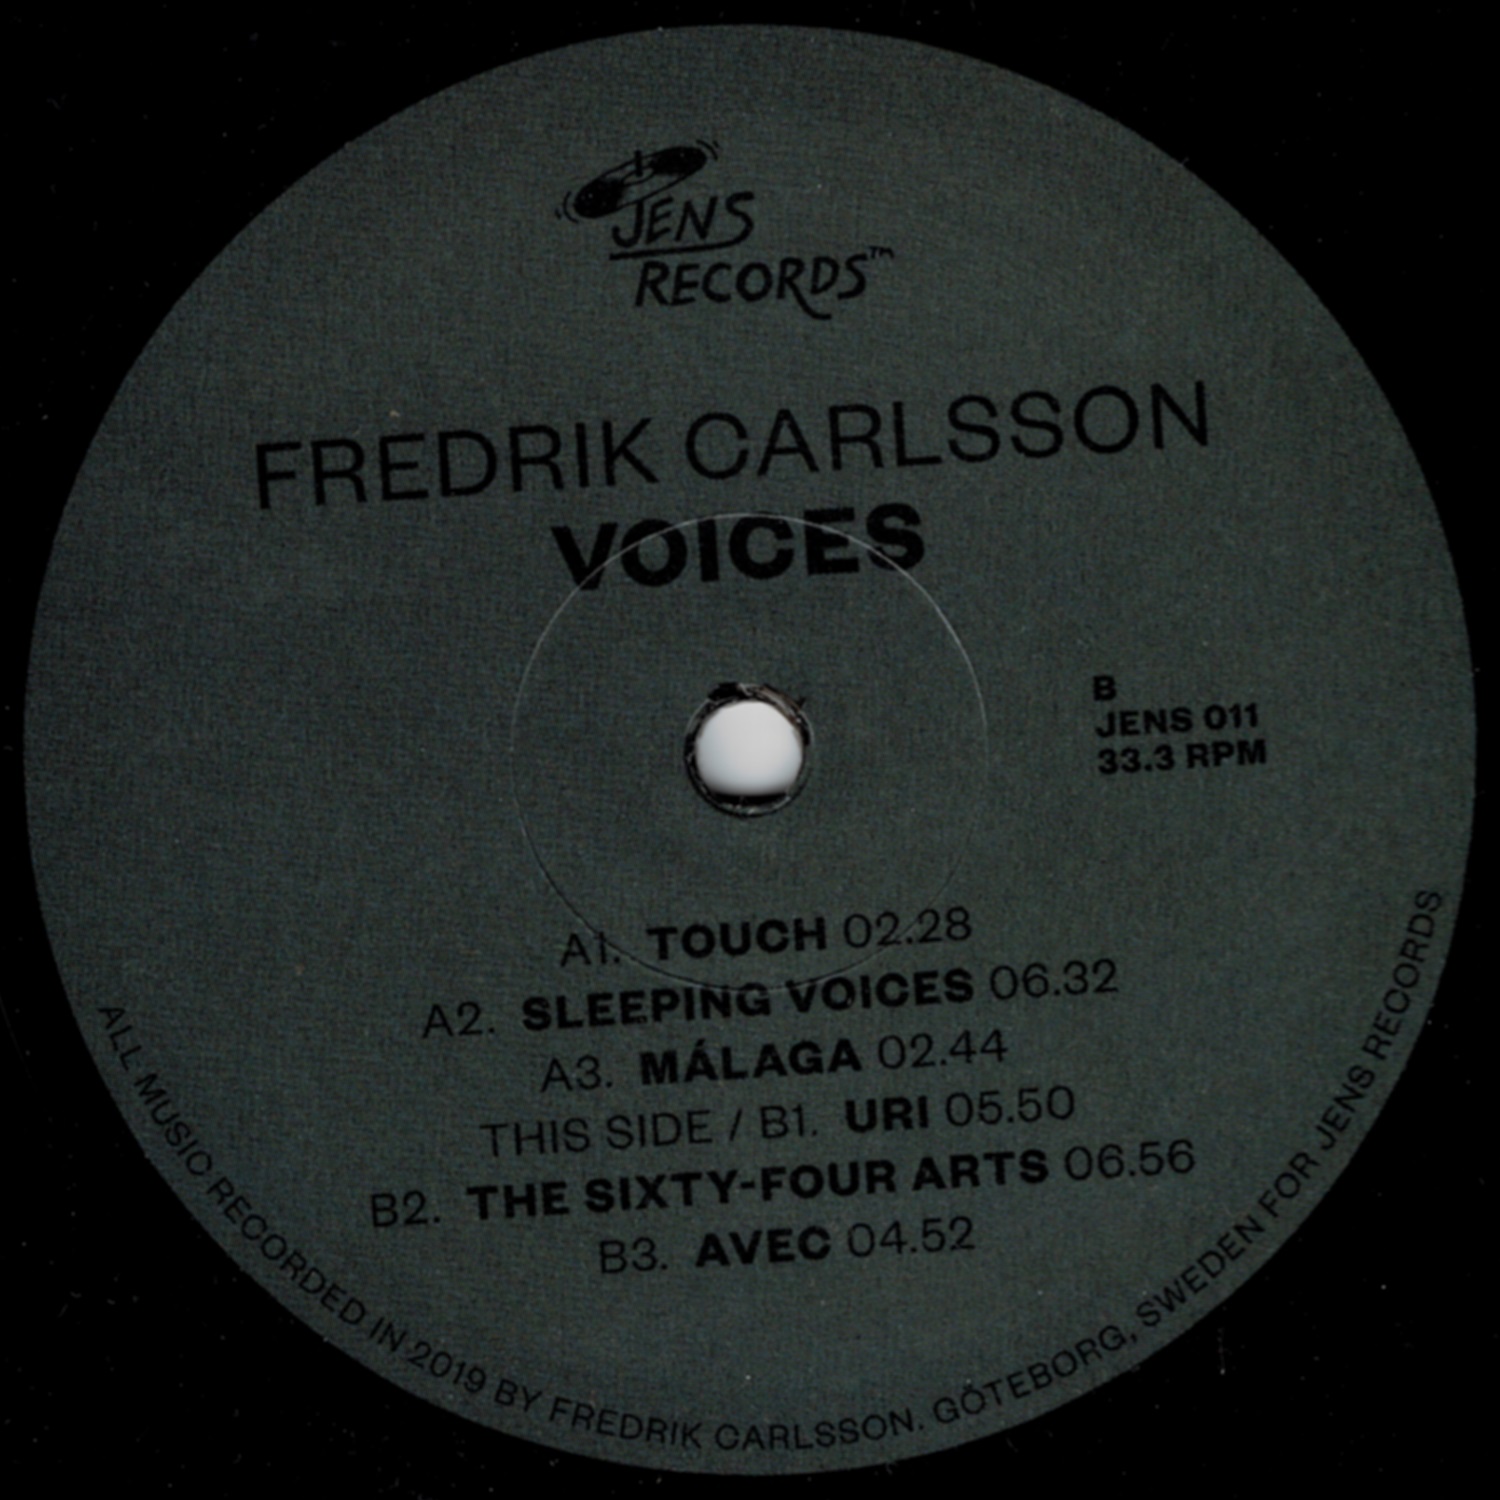 JENS
RECORDS™
FREDRIK CARLSSON
VOICES
B
JENS 011
33.3 RPM
A1. TOUCH 02.28
A2. SLEEPING VOICES 06.32
A3. MÁLAGA 02.44
THIS SIDE / B1. URI 05.50
B2. THE SIXTY-FOUR ARTS 06.56
B3. AVEC 04.52
ALL MUSIC RECORDED IN 2019 BY FREDRIK CARLSSON. GÖTEBORG, SWEDEN FOR JENS RECORDS